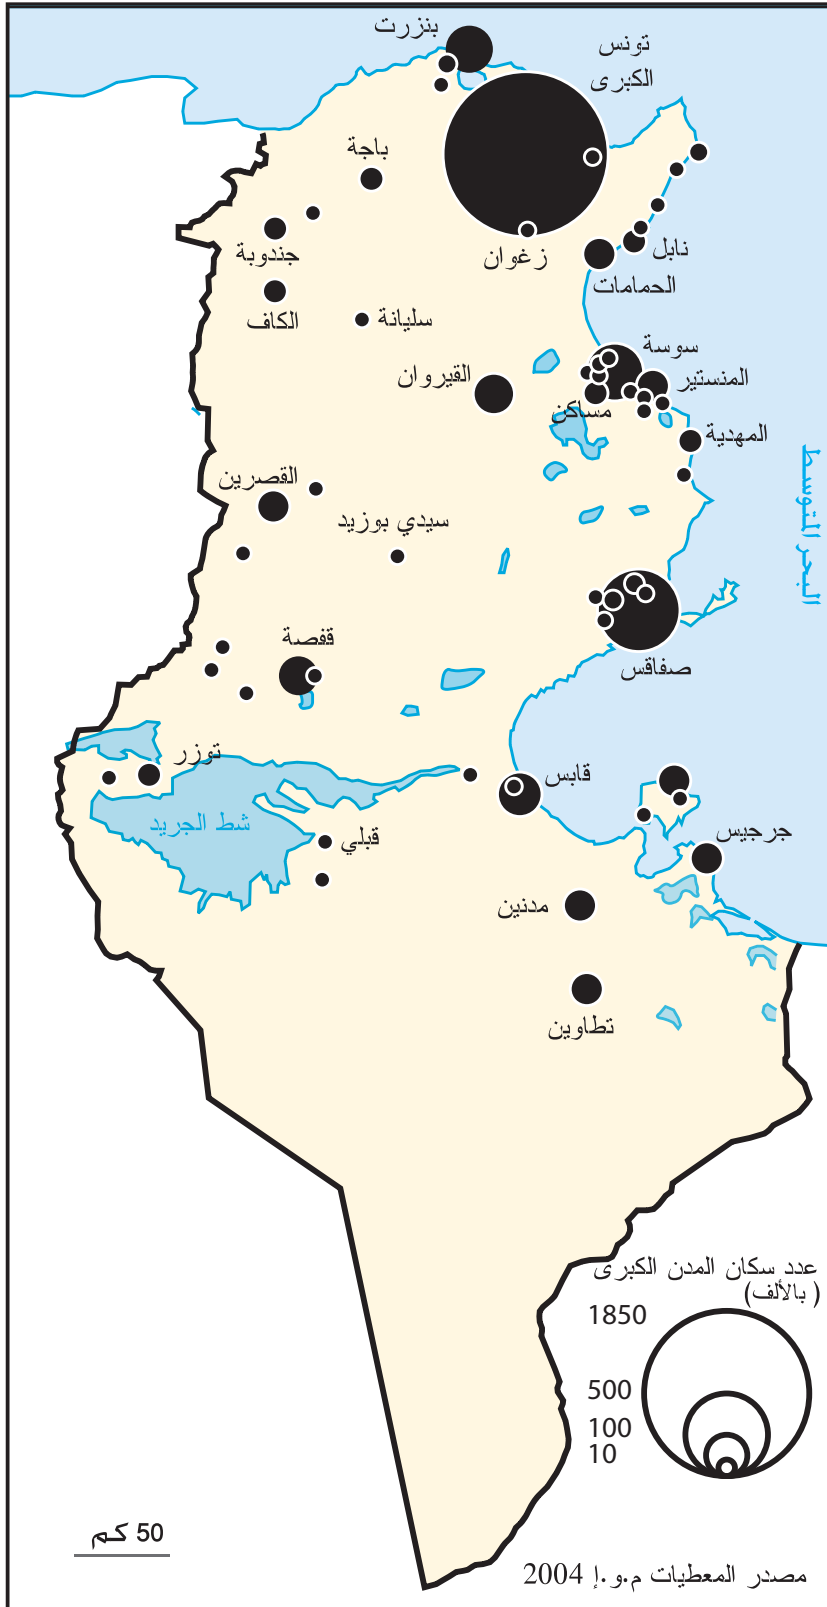 بنزرت
تونس
الكبرى
باجة
زغوان
نابل
جندوبة
الحمامات
الكاف
سليانة
سوسة
المنستير
القيروان
مساكن
المهدية
القصرين
البحر المتوسط
سيدي بوزيد
قفصة
صفاقس
توزر
قابس
شط الجريد
قبلي
جرجيس
مدنين
تطاوين
عدد سكان المدن الكبرى
(بالألف)
1850
500
100
10
50 كم
مصدر المعطيات م.و.إ 2004